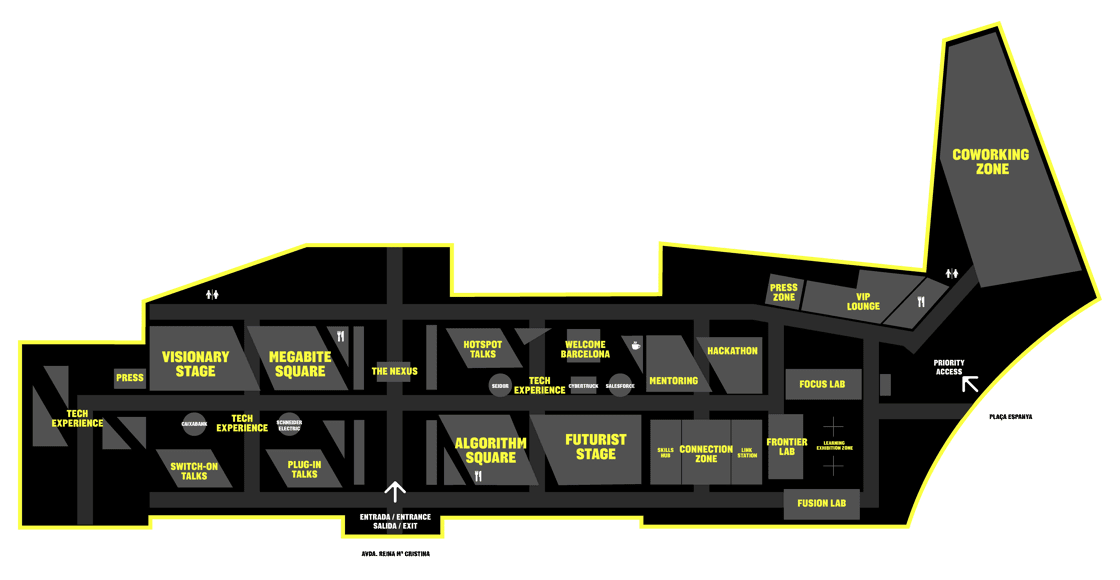 COWORKING
ZONE
PRESS
ZONE
VIP
LOUNGE
VISIONARY
STAGE
MEGABITE
SQUARE
PRESS
THE NEXUS
HOTSPOT
TALKS
WELCOME
BARCELONA
HACKATHON
MENTORING
SEIDOR
TECH
EXPERIENCE
CYBERTRUCK
SALESFORCE
FOCUS LAB
PRIORITY
ACCESS
PLAÇA ESPANYA
TECH
EXPERIENCE
CAIXABANK
TECH
EXPERIENCE
SCHNEIDER
ELECTRIC
SWITCH-ON
TALKS
PLUG-IN
TALKS
ALGORITHM
SQUARE
FUTURIST
STAGE
SKILLS
HUB
CONNECTION
ZONE
LINK
STATION
FRONTIER
LAB
LEARNING
EXHIBITION ZONE
FUSION LAB
ENTRADA / ENTRANCE
SALIDA / EXIT
AVDA. REINA Mª CRISTINA